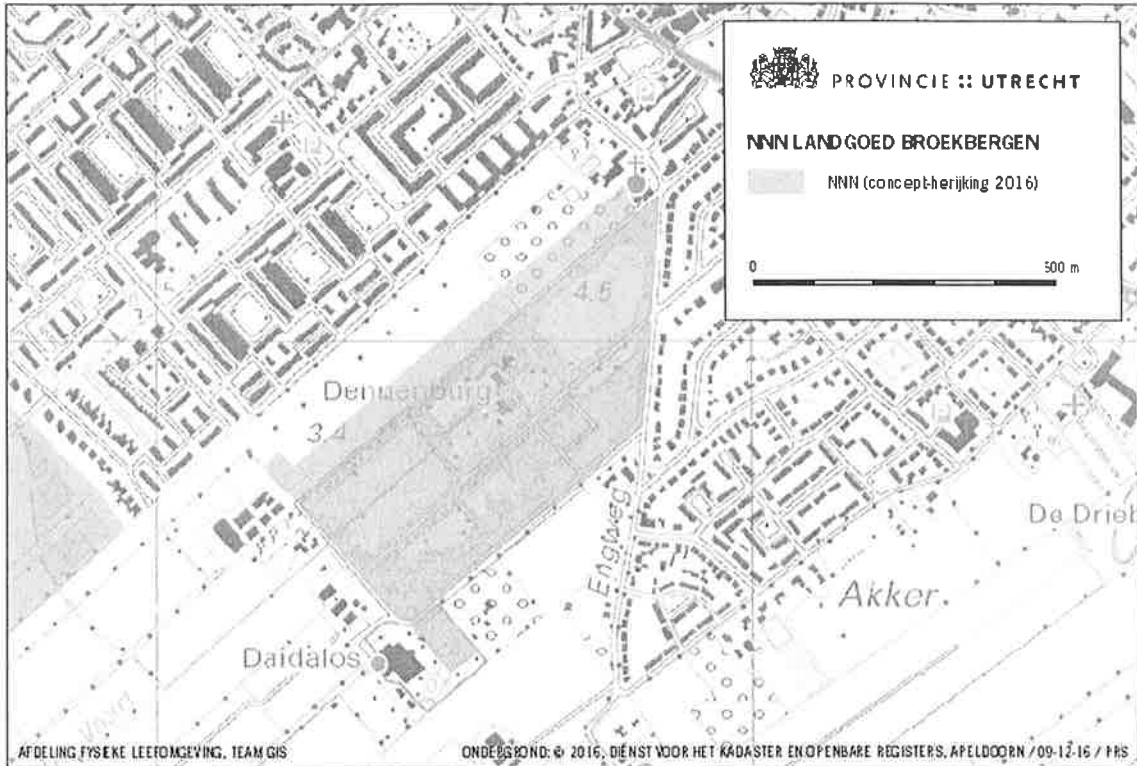 PROVINCIE :: UTRECHT
NNN LANDGOED BROEKBERGEN
NNN (concept-herijking 2016)
0 500 m
4.5
Dennenburg
3.4
De Drieb
Engweg
Akker
Daidalos
AFDELING FYSIEKE LEEFOMGEVING, TEAM GIS
ONDERGROND: © 2016, DIENST VOOR HET KADASTER EN OPENBARE REGISTERS, APELDOORN / 09-12-16 / PRS